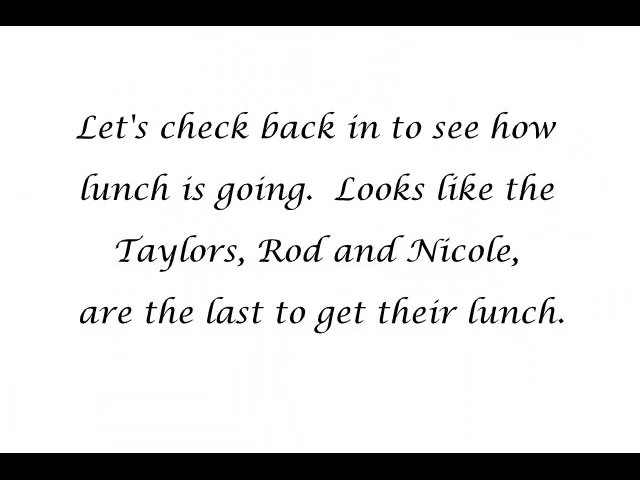 Let's check back in to see how
lunch is going.  Looks like the
Taylors, Rod and Nicole,
are the last to get their lunch.